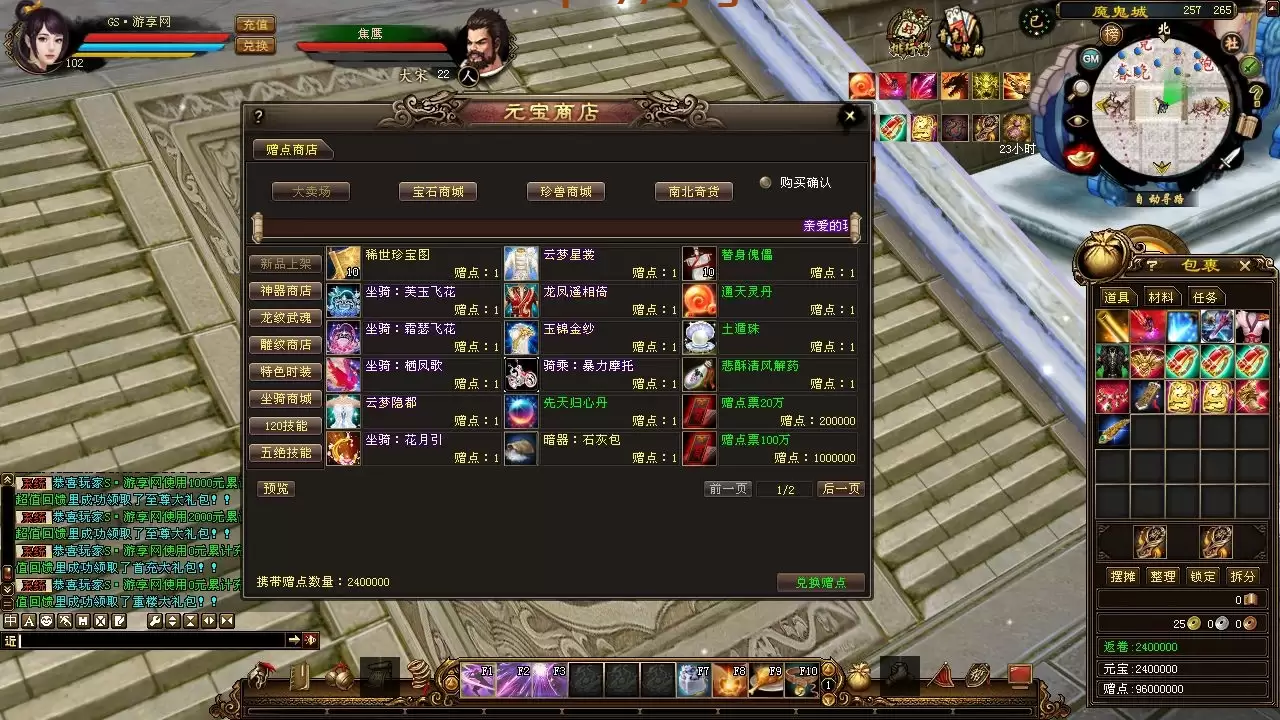 GS·游享网
102
充值
兑换
焦鹰
大宋 22
人
魔鬼城 257 265
榜
北
社
GM
自动寻路
23小时
元宝商店
赠点商店
大卖场
宝石商城
珍兽商城
南北奇货
购买确认
亲爱的
新品上架
神器商店
龙纹武魂
雕纹商店
特色时装
坐骑商城
120技能
五绝技能
稀世珍宝图
10
赠点:1
云梦星裳
赠点:1
替身傀儡
10
赠点:1
坐骑:芙玉飞花
赠点:1
龙凤遥相倚
赠点:1
通天灵丹
赠点:1
坐骑:霜瑟飞花
赠点:1
玉锦金纱
赠点:1
土遁珠
赠点:1
坐骑:栖凤歌
赠点:1
骑乘:暴力摩托
赠点:1
悲酥清风解药
赠点:1
云梦隐都
赠点:1
先天归心丹
赠点:1
赠点票20万
赠点:200000
坐骑:花月引
赠点:1
暗器:石灰包
赠点:1
赠点票100万
赠点:1000000
预览
前一页
1/2
后一页
携带赠点数量:2400000
兑换赠点
包裹
道具
材料
任务
摆摊
整理
锁定
拆分
0
25 0 0
返卷:2400000
元宝:2400000
赠点:96000000
恭喜玩家S·游享网使用1000元累
超值回馈里成功领取了至尊大礼包!!
恭喜玩家S·游享网使用2000元累
超值回馈里成功领取了至尊大礼包!!
恭喜玩家S·游享网使用0元累计充
值回馈里成功领取了首充大礼包!!
恭喜玩家S·游享网使用0元累计充
值回馈里成功领取了重楼大礼包!!
近
F1
F2
F3
F7
F8
F9
F10
1